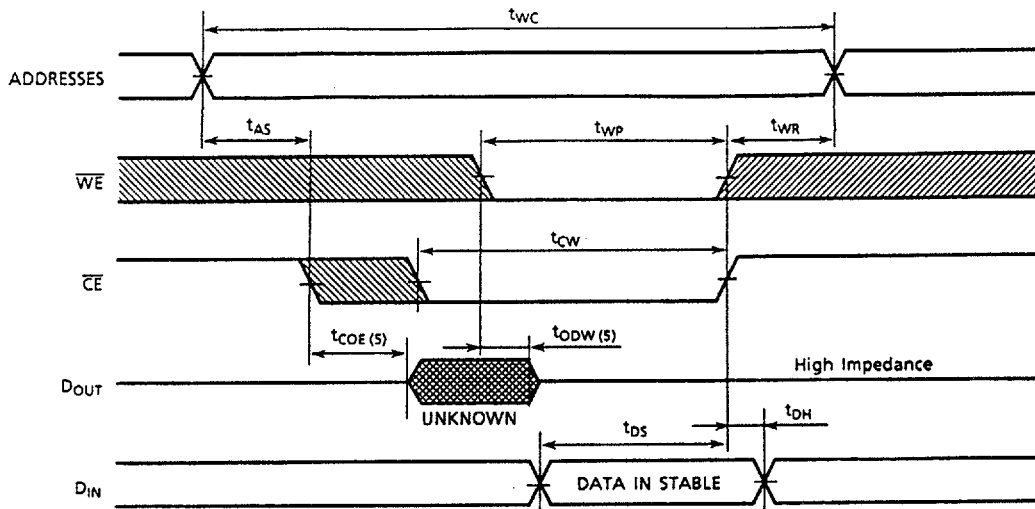 tWC
ADDRESSES
tAS
tWP
tWR
WE
tCW
CE
tCOE (5)
tODW (5)
DOUT
High Impedance
UNKNOWN
tDS
tDH
DIN
DATA IN STABLE